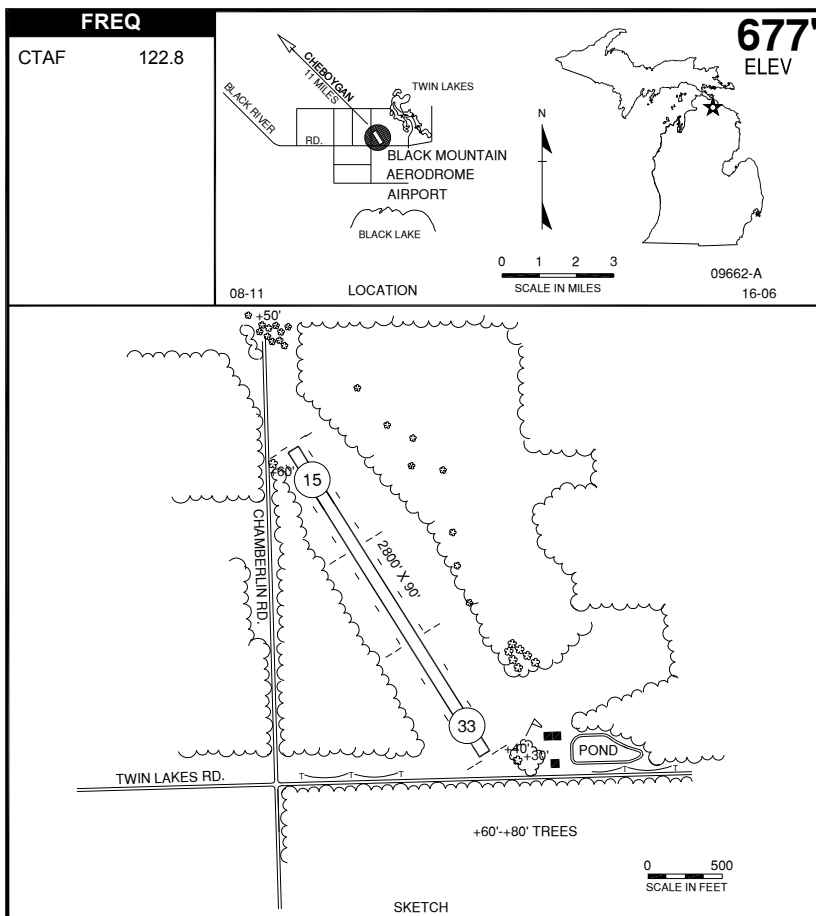 FREQ
CTAF 122.8
CHEBOYGAN
11 MILES
TWIN LAKES
BLACK RIVER
RD.
BLACK MOUNTAIN
AERODROME
AIRPORT
BLACK LAKE
N
677'
ELEV
0 1 2 3
SCALE IN MILES
09662-A
08-11
LOCATION
16-06
+50'
+60'
15
CHAMBERLIN RD.
2800' X 90'
33
+40'
+30'
POND
TWIN LAKES RD.
T T T
T T
+60'-+80' TREES
0 500
SCALE IN FEET
SKETCH